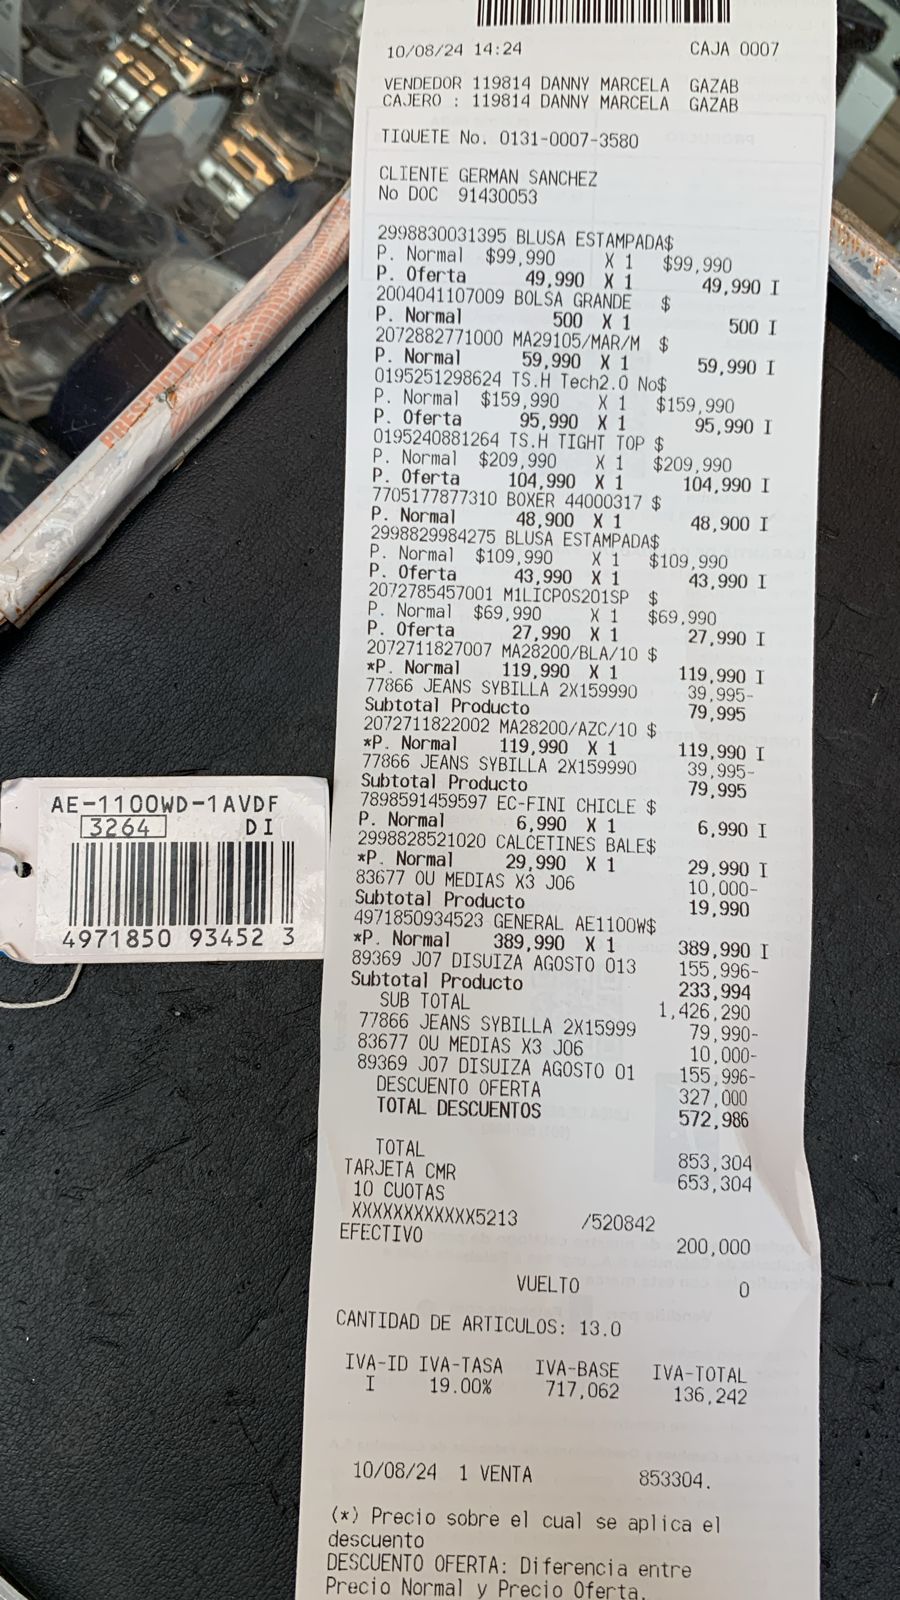 10/08/24 14:24 CAJA 0007
VENDEDOR 119814 DANNY MARCELA GAZAB
CAJERO : 119814 DANNY MARCELA GAZAB
TIQUETE No. 0131-0007-3580
CLIENTE GERMAN SANCHEZ
No DOC 91430053
2998830031395 BLUSA ESTAMPADA$
P. Normal $99,990 X 1 $99,990
P. Oferta 49,990 X 1 49,990 I
2004041107009 BOLSA GRANDE $
P. Normal 500 X 1 500 I
2072882771000 MA29105/MAR/M $
P. Normal 59,990 X 1 59,990 I
0195251298624 TS.H Tech2.0 No$
P. Normal $159,990 X 1 $159,990
P. Oferta 95,990 X 1 95,990 I
0195240881264 TS.H TIGHT TOP $
P. Normal $209,990 X 1 $209,990
P. Oferta 104,990 X 1 104,990 I
7705177877310 BOXER 44000317 $
P. Normal 48,900 X 1 48,900 I
2998829984275 BLUSA ESTAMPADA$
P. Normal $109,990 X 1 $109,990
P. Oferta 43,990 X 1 43,990 I
2072785457001 M1LICPOS201SP $
P. Normal $69,990 X 1 $69,990
P. Oferta 27,990 X 1 27,990 I
2072711827007 MA28200/BLA/10 $
*P. Normal 119,990 X 1 119,990 I
77866 JEANS SYBILLA 2X159990 39,995-
Subtotal Producto 79,995
2072711822002 MA28200/AZC/10 $
*P. Normal 119,990 X 1 119,990 I
77866 JEANS SYBILLA 2X159990 39,995-
Subtotal Producto 79,995
7898591459597 EC-FINI CHICLE $
P. Normal 6,990 X 1 6,990 I
2998828521020 CALCETINES BALE$
*P. Normal 29,990 X 1 29,990 I
83677 OU MEDIAS X3 J06 10,000-
Subtotal Producto 19,990
4971850934523 GENERAL AE1100W$
*P. Normal 389,990 X 1 389,990 I
89369 J07 DISUIZA AGOSTO 013 155,996-
Subtotal Producto 233,994
SUB TOTAL 1,426,290
77866 JEANS SYBILLA 2X15999 79,990-
83677 OU MEDIAS X3 J06 10,000-
89369 J07 DISUIZA AGOSTO 01 155,996-
DESCUENTO OFERTA 327,000
TOTAL DESCUENTOS 572,986
TOTAL 853,304
TARJETA CMR 653,304
10 CUOTAS
XXXXXXXXXXXX5213 /520842
EFECTIVO 200,000
VUELTO 0
CANTIDAD DE ARTICULOS: 13.0
IVA-ID IVA-TASA IVA-BASE IVA-TOTAL
I 19.00% 717,062 136,242
10/08/24 1 VENTA 853304.
(*) Precio sobre el cual se aplica el
descuento
DESCUENTO OFERTA: Diferencia entre
Precio Normal y Precio Oferta.
AE-1100WD-1AVDF
3264 DI
4971850 93452 3